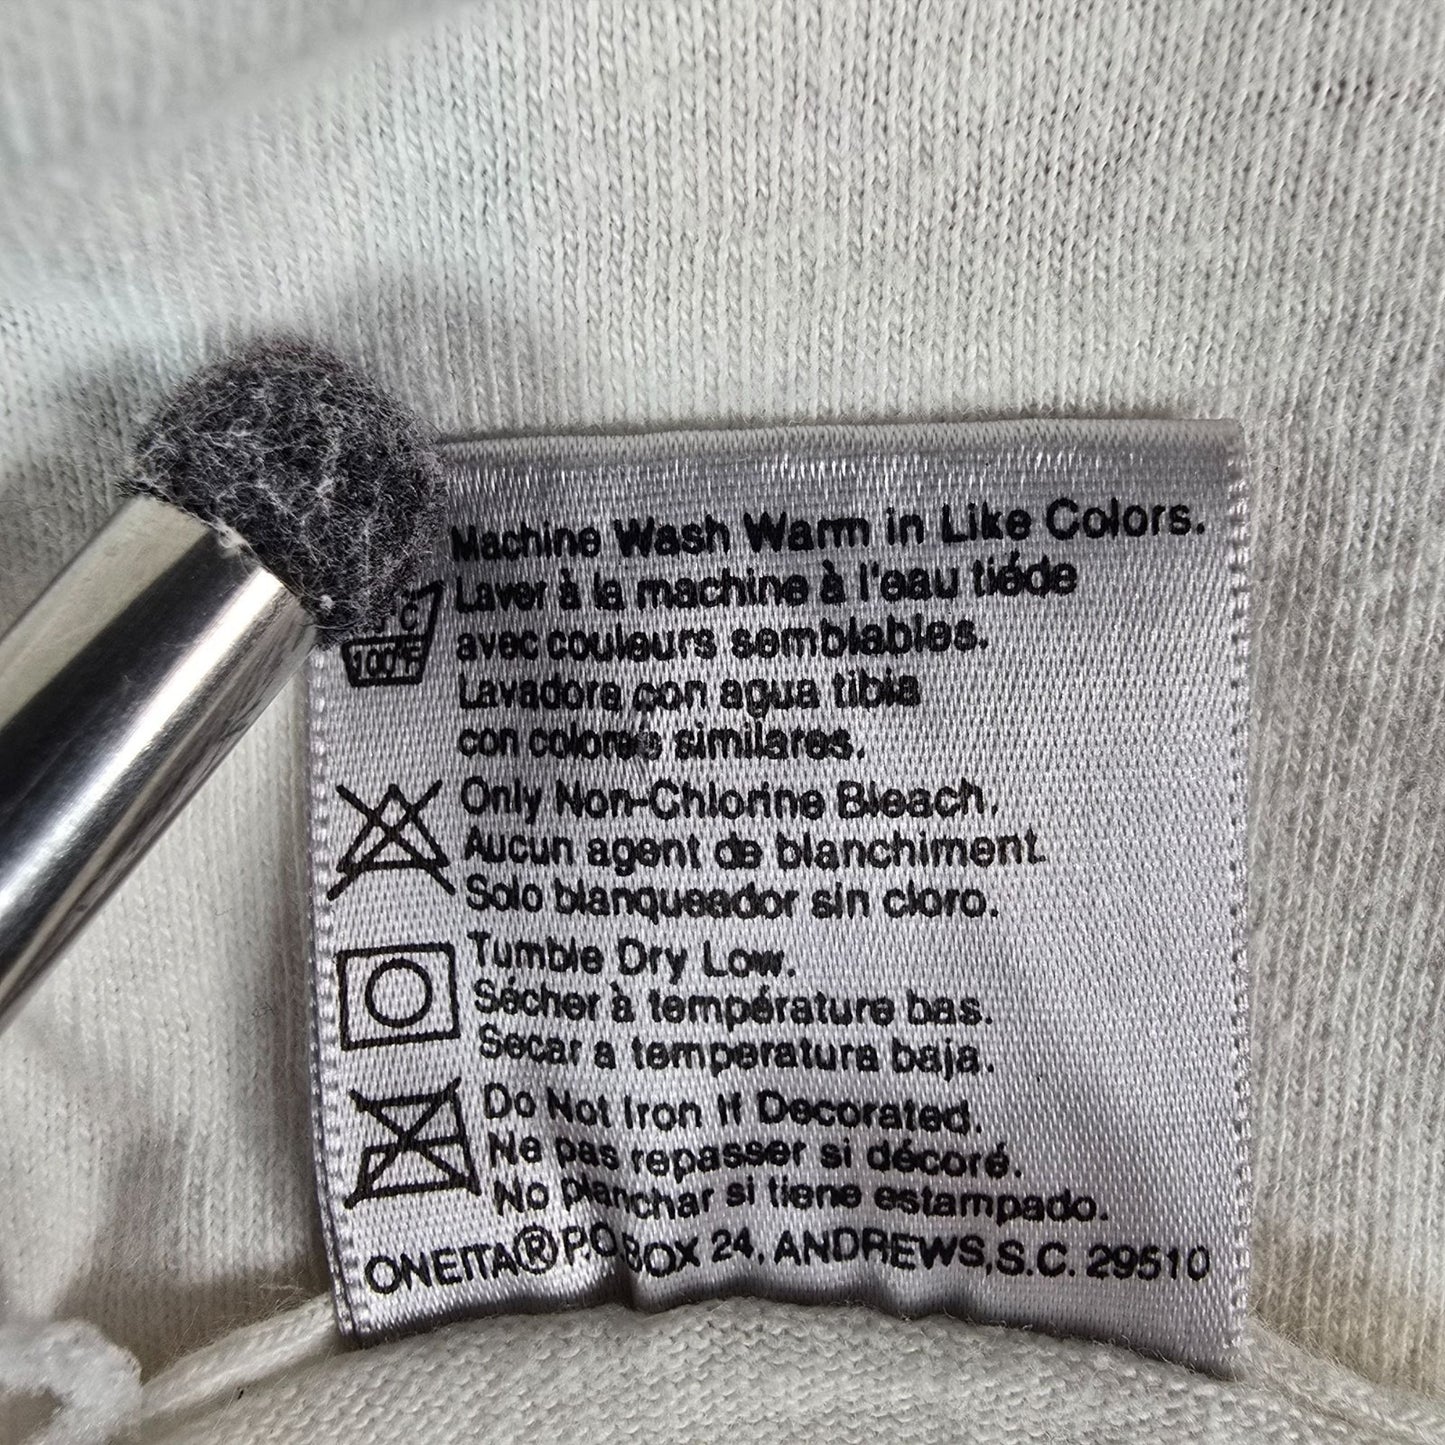 Machine Wash Warm in Like Colors.
Laver à la machine à l'eau tiéde
avec couleurs semblables.
Lavadora con agua tibia
con colores similares.
C
100°F
Only Non-Chlorine Bleach.
Aucun agent de blanchiment
Solo blanqueador sin cloro.
Tumble Dry Low.
Sécher à température bas.
Secar a temperatura baja.
Do Not Iron If Decorated.
Ne pas repasser si décoré.
No planchar si tiene estampado.
ONEITA® P.O. BOX 24, ANDREWS, S.C. 29510